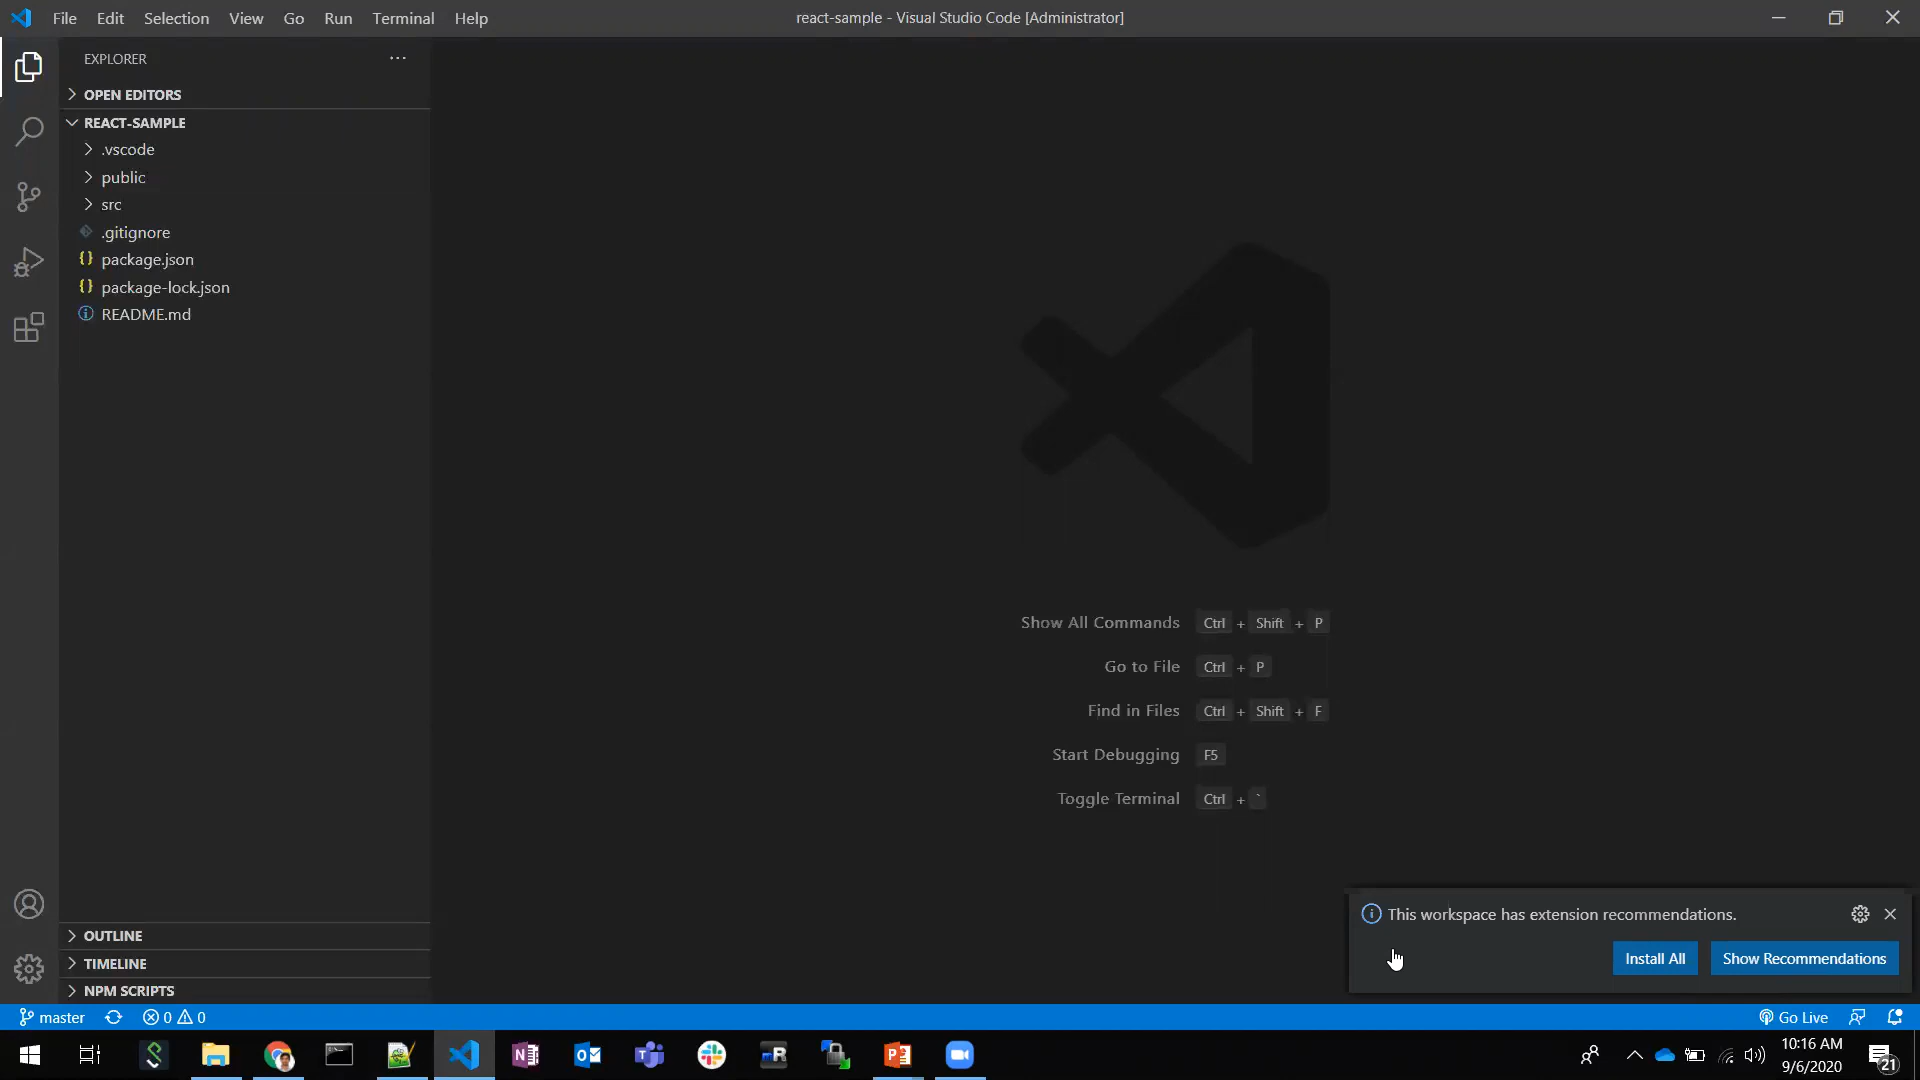 File Edit Selection View Go Run Terminal Help
react-sample - Visual Studio Code [Administrator]
EXPLORER
OPEN EDITORS
REACT-SAMPLE
.vscode
public
src
.gitignore
{} package.json
{} package-lock.json
README.md
Show All Commands Ctrl + Shift + P
Go to File Ctrl + P
Find in Files Ctrl + Shift + F
Start Debugging F5
Toggle Terminal Ctrl + `
This workspace has extension recommendations.
Install All Show Recommendations
OUTLINE
TIMELINE
NPM SCRIPTS
master 0 0 Go Live
10:16 AM
9/6/2020
21